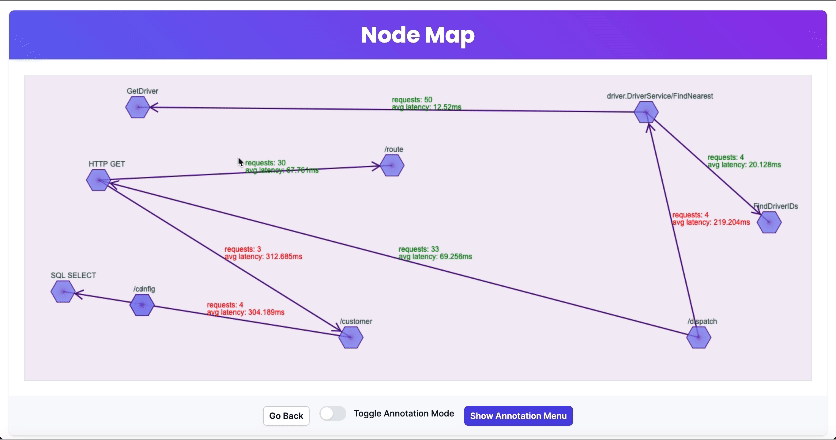 Node Map
GetDriver
driver.DriverService/FindNearest
requests: 50
avg latency: 12.52ms
/route
HTTP GET
requests: 30
avg latency: 67.761ms
requests: 4
avg latency: 20.128ms
FindDriverIDs
requests: 4
avg latency: 219.204ms
requests: 3
avg latency: 312.685ms
requests: 33
avg latency: 69.256ms
SQL SELECT
requests: 4
avg latency: 304.189ms
/customer
/dispatch
Go Back
Toggle Annotation Mode
Show Annotation Menu